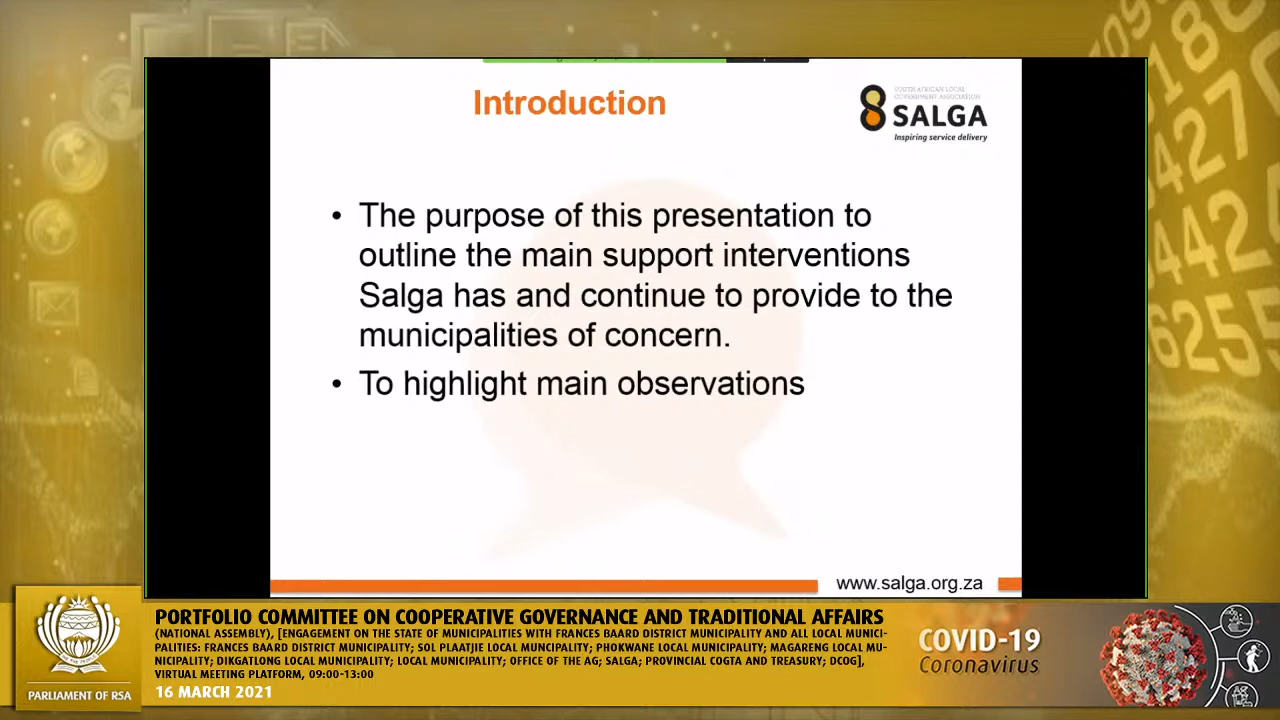 Introduction
SOUTH AFRICAN LOCAL
GOVERNMENT ASSOCIATION
SALGA
Inspiring service delivery
• The purpose of this presentation to
outline the main support interventions
Salga has and continue to provide to the
municipalities of concern.
• To highlight main observations
www.salga.org.za
PARLIAMENT OF RSA
PORTFOLIO COMMITTEE ON COOPERATIVE GOVERNANCE AND TRADITIONAL AFFAIRS
(NATIONAL ASSEMBLY), [ENGAGEMENT ON THE STATE OF MUNICIPALITIES WITH FRANCES BAARD DISTRICT MUNICIPALITY AND ALL LOCAL MUNICI-
PALITIES: FRANCES BAARD DISTRICT MUNICIPALITY; SOL PLAATJIE LOCAL MUNCIPALITY; PHOKWANE LOCAL MUNICIPALITY; MAGARENG LOCAL MU-
NICIPALITY; DIKGATLONG LOCAL MUNICIPALITY; LOCAL MUNICIPALITY; OFFICE OF THE AG; SALGA; PROVINCIAL COGTA AND TREASURY; DCOG],
VIRTUAL MEETING PLATFORM, 09:00-13:00
16 MARCH 2021
COVID-19
Coronavirus